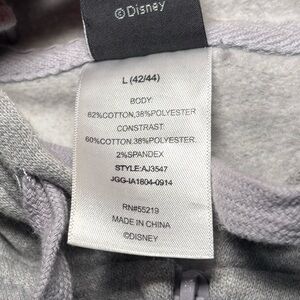 ©Disney
L (42/44)
BODY:
62%COTTON,38%POLYESTER
CONSTRAST:
60%COTTON.38%POLYESTER.
2%SPANDEX
STYLE:AJ3547
JGG-IA1804-0914
RN#55219
MADE IN CHINA
©DISNEY